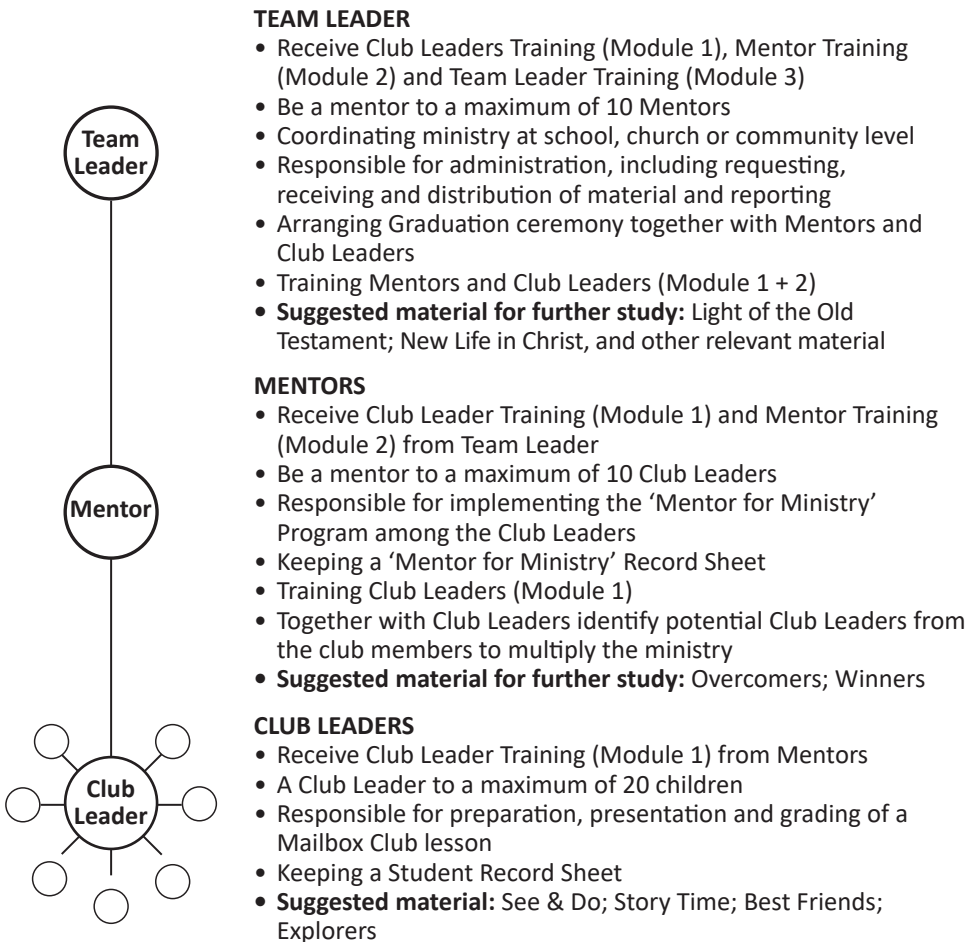 TEAM LEADER
• Receive Club Leaders Training (Module 1), Mentor Training
(Module 2) and Team Leader Training (Module 3)
• Be a mentor to a maximum of 10 Mentors
• Coordinating ministry at school, church or community level
• Responsible for administration, including requesting,
receiving and distribution of material and reporting
• Arranging Graduation ceremony together with Mentors and
Club Leaders
• Training Mentors and Club Leaders (Module 1 + 2)
• Suggested material for further study: Light of the Old
Testament; New Life in Christ, and other relevant material
Team
Leader
MENTORS
• Receive Club Leader Training (Module 1) and Mentor Training
(Module 2) from Team Leader
• Be a mentor to a maximum of 10 Club Leaders
• Responsible for implementing the ‘Mentor for Ministry’
Program among the Club Leaders
• Keeping a ‘Mentor for Ministry’ Record Sheet
• Training Club Leaders (Module 1)
• Together with Club Leaders identify potential Club Leaders from
the club members to multiply the ministry
• Suggested material for further study: Overcomers; Winners
Mentor
CLUB LEADERS
• Receive Club Leader Training (Module 1) from Mentors
• A Club Leader to a maximum of 20 children
• Responsible for preparation, presentation and grading of a
Mailbox Club lesson
• Keeping a Student Record Sheet
• Suggested material: See & Do; Story Time; Best Friends;
Explorers
Club
Leader